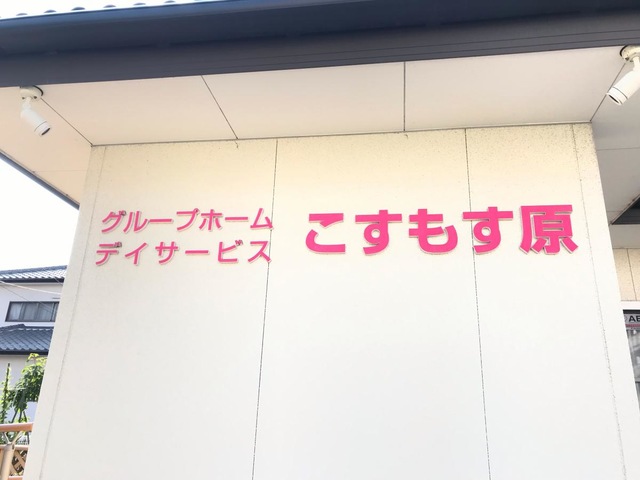 グループホーム
デイサービス
こすもす原